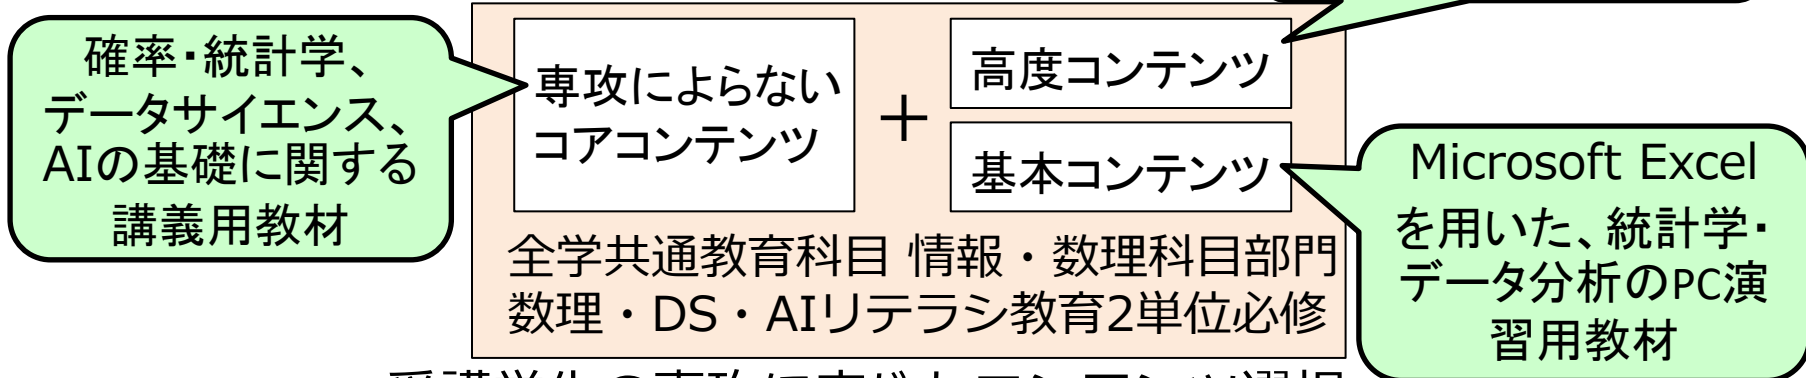 確率・統計学、
データサイエンス、
AIの基礎に関する
講義用教材
専攻によらない
コアコンテンツ
＋
高度コンテンツ
基本コンテンツ
Microsoft Excel
を用いた、統計学・
データ分析のPC演
習用教材
全学共通教育科目 情報・数理科目部門
数理・DS・AIリテラシ教育2単位必修